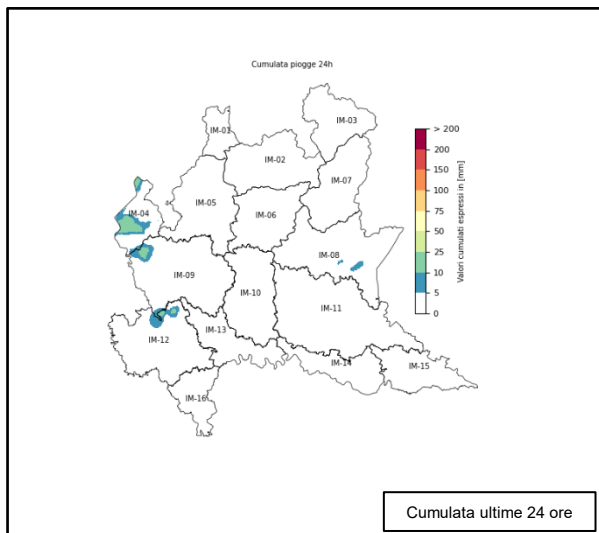 Cumulata piogge 24h
IM-01
IM-03
IM-02
IM-07
IM-05
IM-04
IM-06
IM-08
IM-09
IM-10
IM-11
IM-13
IM-12
IM-14
IM-15
IM-16
> 200
200
150
100
75
50
25
10
5
0
Valori cumulati espressi in [mm]
Cumulata ultime 24 ore